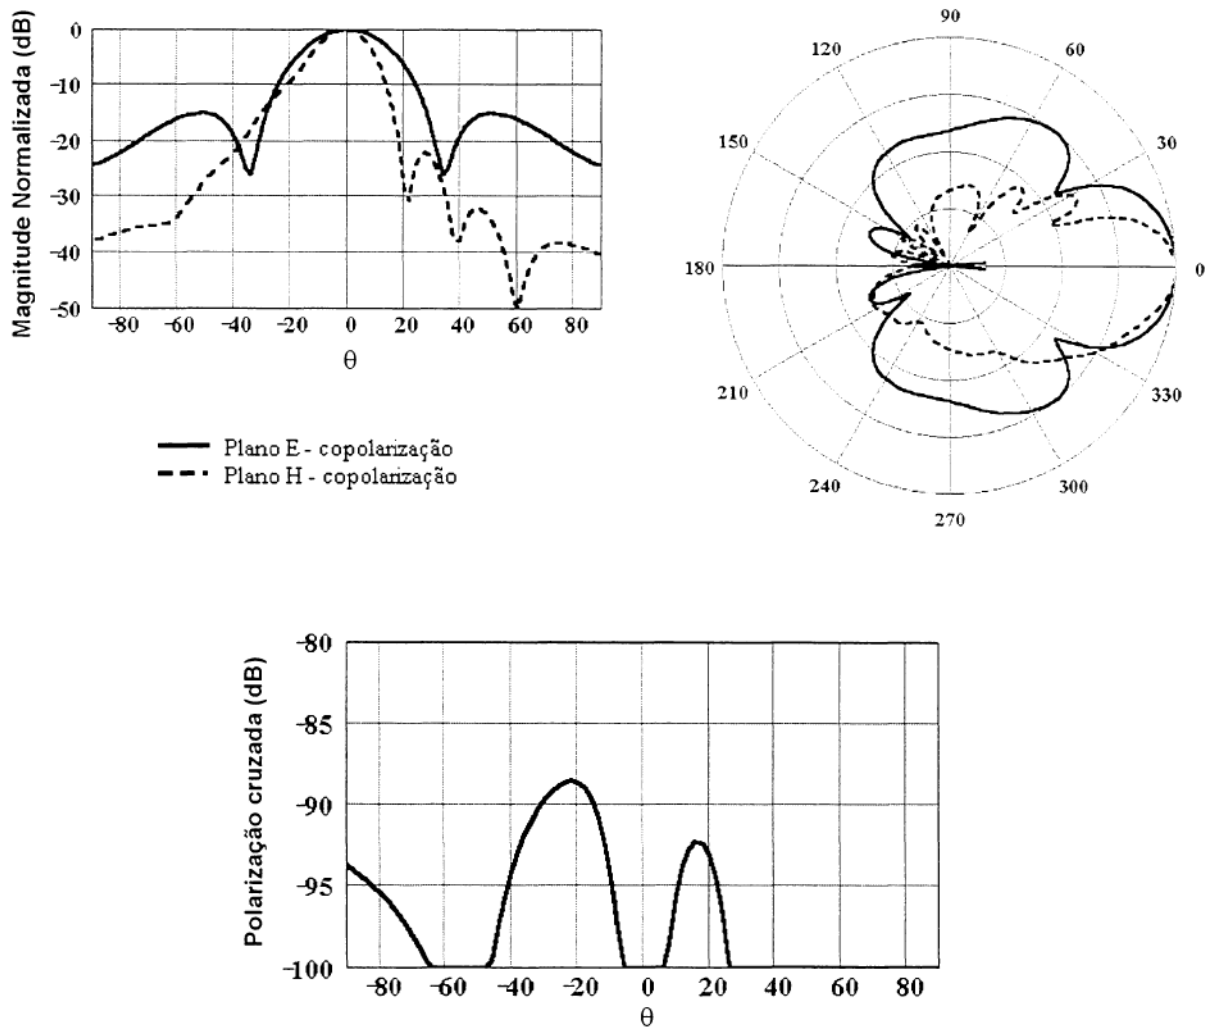 Magnitude Normalizada (dB)
0
−10
−20
−30
−40
−50
−80 −60 −40 −20 0 20 40 60 80
θ
90
120 60
150 30
180 0
210 330
240 300
270
Plano E - copolarização
Plano H - copolarização
Polarização cruzada (dB)
−80
−85
−90
−95
−100
−80 −60 −40 −20 0 20 40 60 80
θ